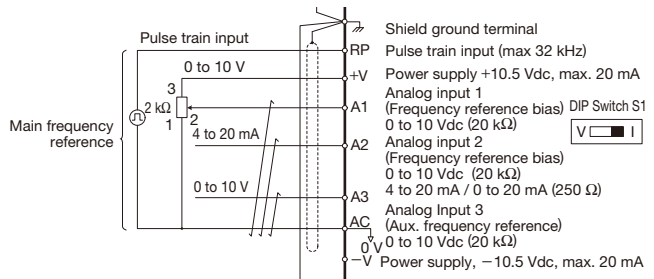 Shield ground terminal
Pulse train input
RP Pulse train input (max 32 kHz)
0 to 10 V
+V Power supply +10.5 Vdc, max. 20 mA
3
2 kΩ
1
2
A1 Analog input 1
(Frequency reference bias)
0 to 10 Vdc (20 kΩ)
DIP Switch S1
V I
Main frequency
reference
4 to 20 mA
A2 Analog input 2
(Frequency reference bias)
0 to 10 Vdc (20 kΩ)
4 to 20 mA / 0 to 20 mA (250 Ω)
0 to 10 V
A3 Analog Input 3
(Aux. frequency reference)
0 to 10 Vdc (20 kΩ)
AC
0 V
−V Power supply, −10.5 Vdc, max. 20 mA